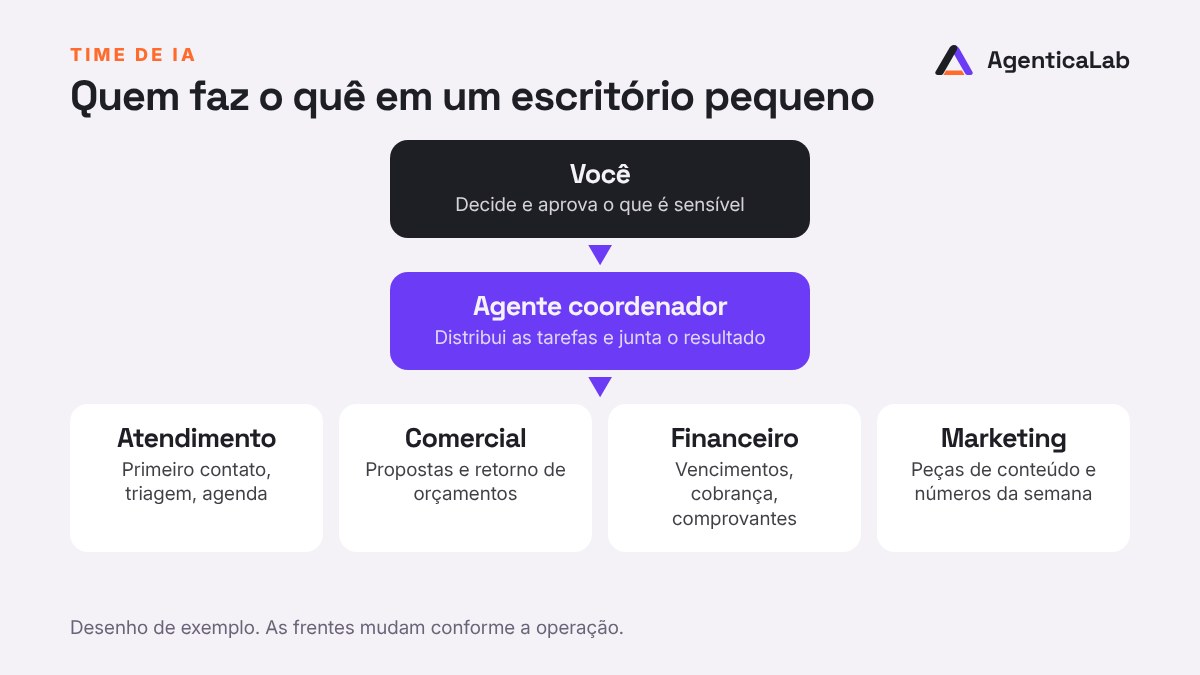 TIME DE IA
AgenticaLab
Quem faz o quê em um escritório pequeno
Você
Decide e aprova o que é sensível
Agente coordenador
Distribui as tarefas e junta o resultado
Atendimento
Primeiro contato,
triagem, agenda
Comercial
Propostas e retorno de
orçamentos
Financeiro
Vencimentos,
cobrança,
comprovantes
Marketing
Peças de conteúdo e
números da semana
Desenho de exemplo. As frentes mudam conforme a operação.